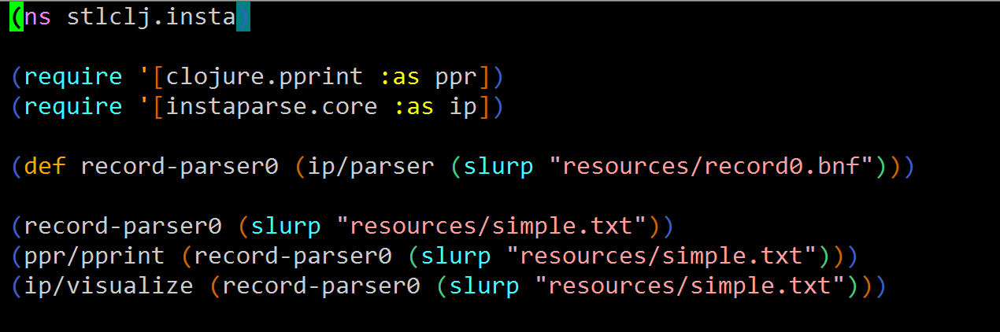 (ns stlclj.insta)
(require '[clojure.pprint :as ppr])
(require '[instaparse.core :as ip])
(def record-parser0 (ip/parser (slurp "resources/record0.bnf")))
(record-parser0 (slurp "resources/simple.txt"))
(ppr/pprint (record-parser0 (slurp "resources/simple.txt")))
(ip/visualize (record-parser0 (slurp "resources/simple.txt")))